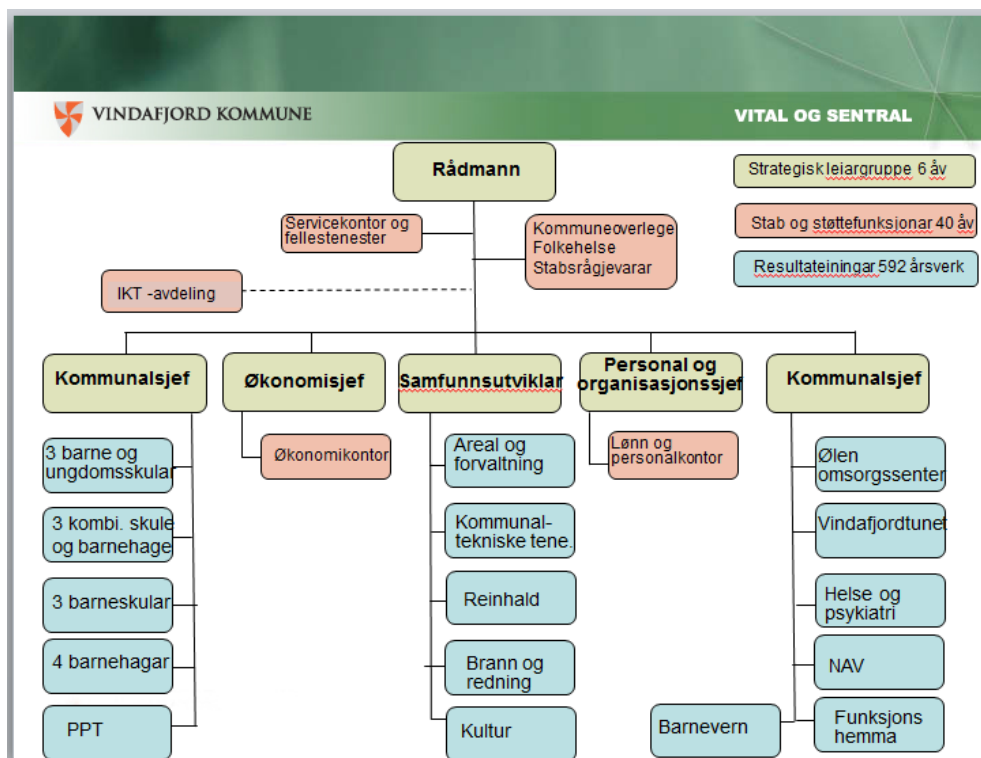 VINDAFJORD KOMMUNE
VITAL OG SENTRAL
Rådmann
Strategisk leiargruppe 6 åv
Stab og støttefunksjonar 40 åv
Resultateiningar 592 årsverk
Servicekontor og
fellestenester
Kommuneoverlege
Folkehelse
Stabsrågjevarar
IKT -avdeling
Kommunalsjef
Økonomisjef
Samfunnsutviklar
Personal og
organisasjonssjef
Kommunalsjef
3 barne og
ungdomsskular
3 kombi. skule
og barnehage
3 barneskular
4 barnehagar
PPT
Økonomikontor
Areal og
forvaltning
Kommunal-
tekniske tene.
Reinhald
Brann og
redning
Kultur
Lønn og
personalkontor
Ølen
omsorgssenter
Vindafjordtunet
Helse og
psykiatri
NAV
Barnevern
Funksjons
hemma